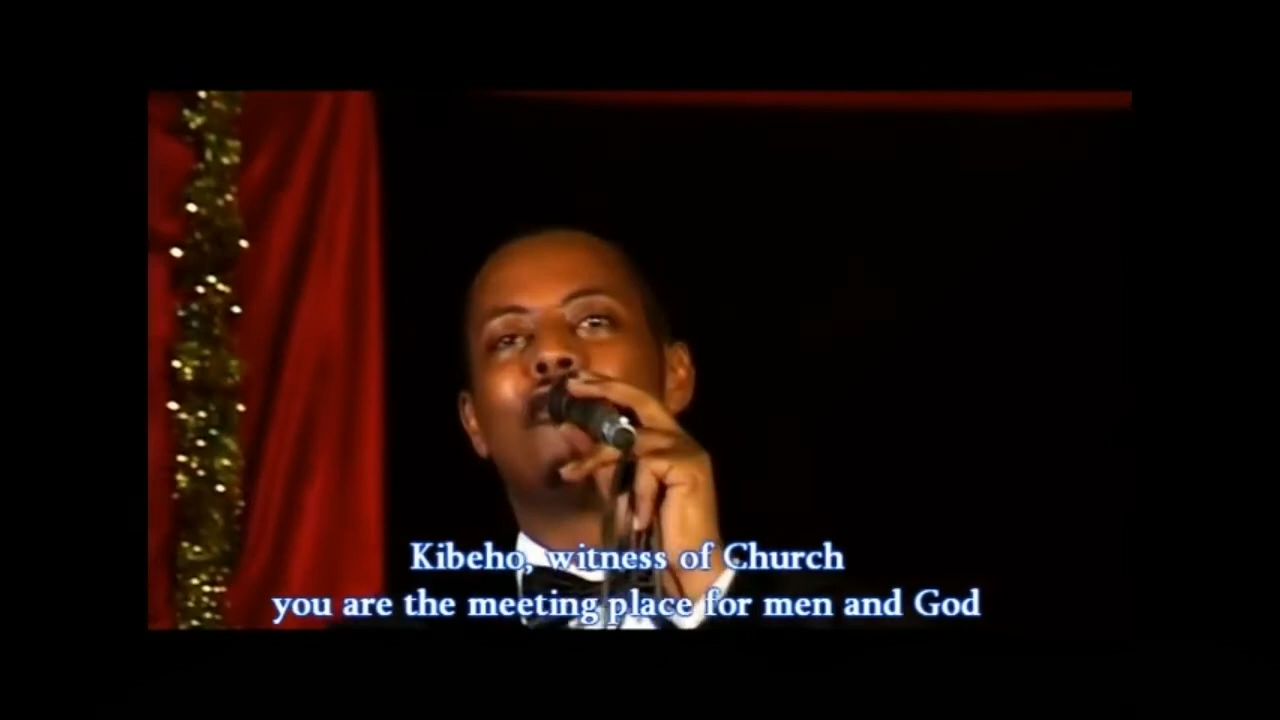 Kibeho, witness of Church
you are the meeting place for men and God